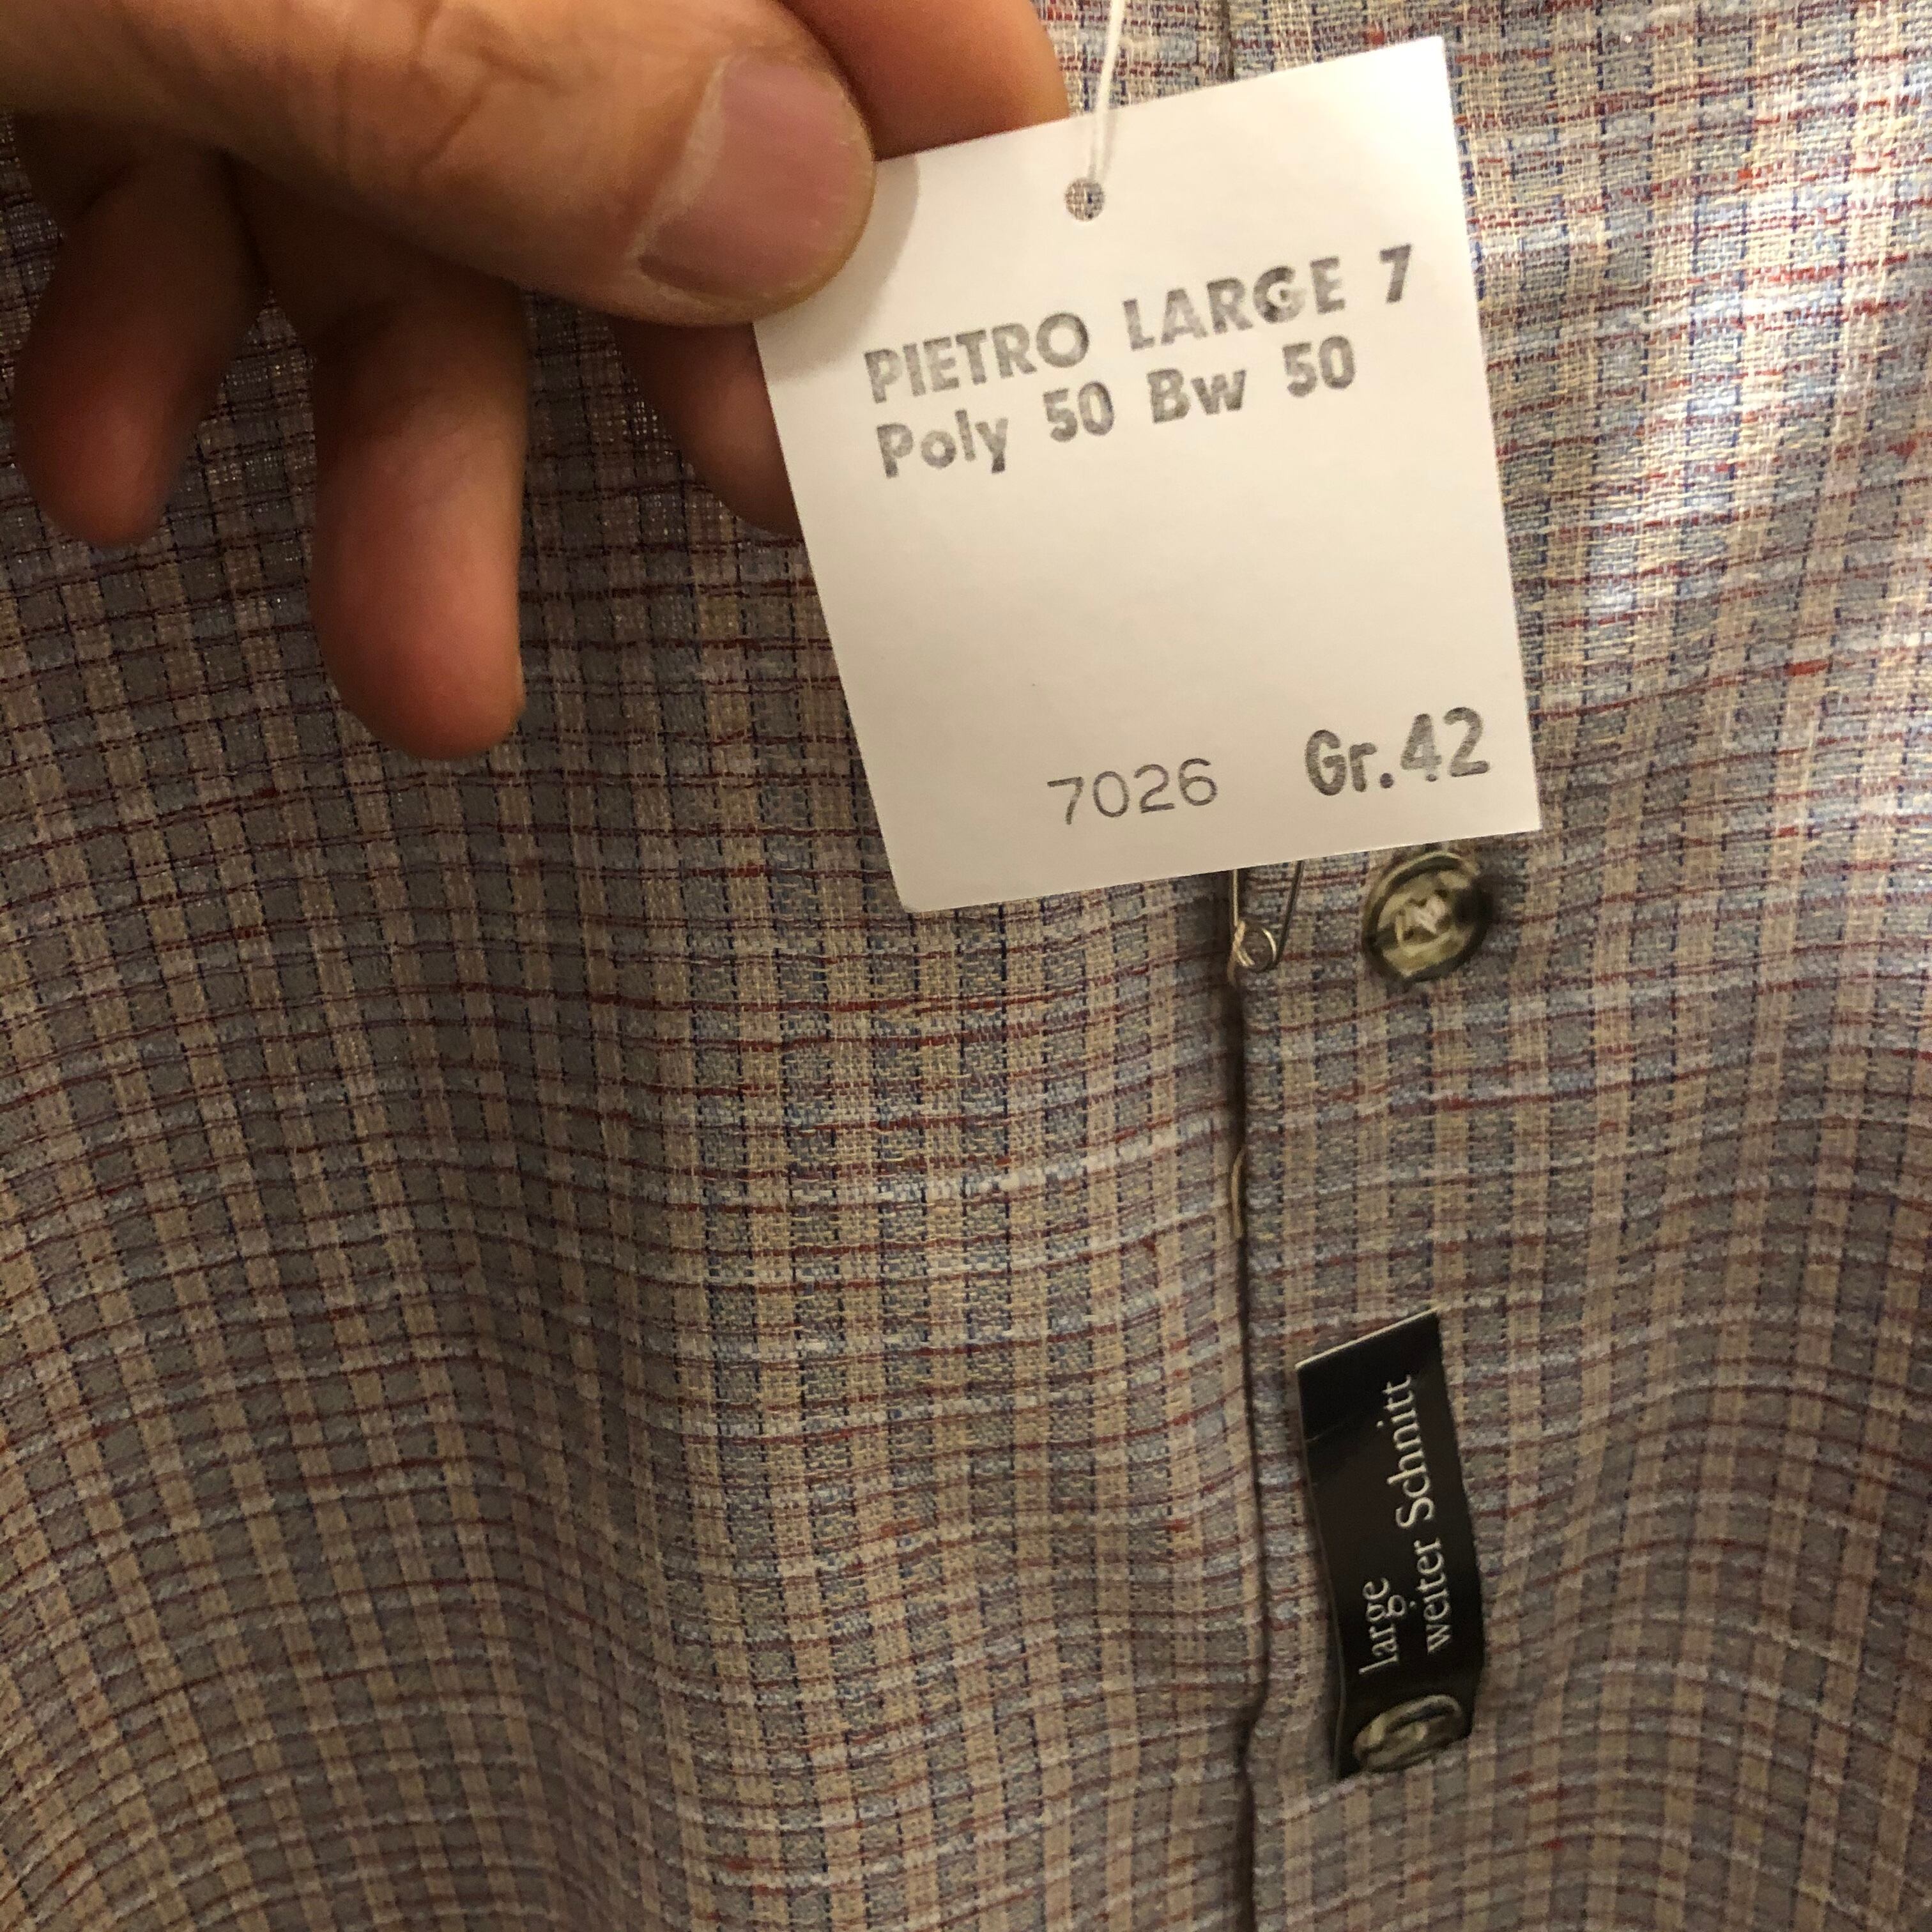 PIETRO LARGE 7
Poly 50 Bw 50
7026 Gr.42
large
weiter Schnitt